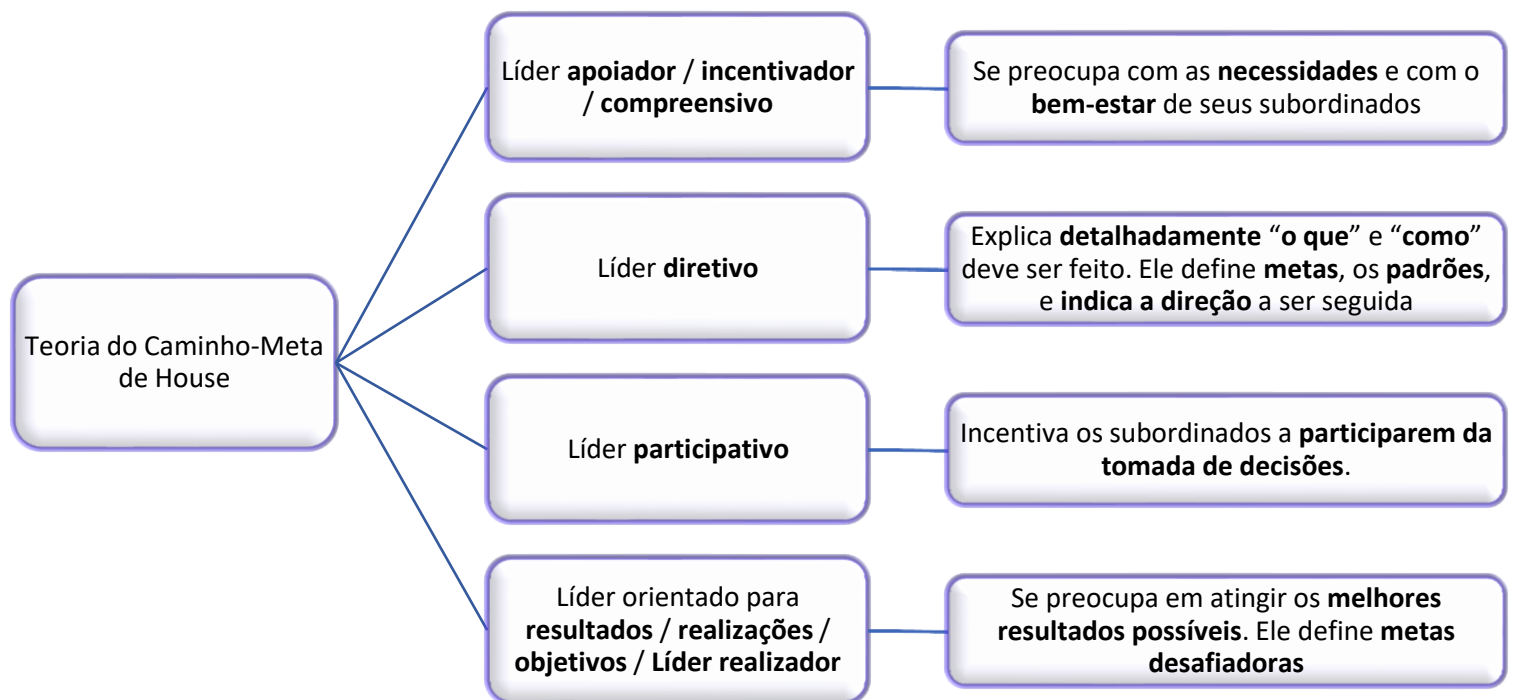 Teoria do Caminho-Meta
de House
Líder apoiador / incentivador
/ compreensivo
Se preocupa com as necessidades e com o
bem-estar de seus subordinados
Líder diretivo
Explica detalhadamente “o que” e “como”
deve ser feito. Ele define metas, os padrões,
e indica a direção a ser seguida
Líder participativo
Incentiva os subordinados a participarem da
tomada de decisões.
Líder orientado para
resultados / realizações /
objetivos / Líder realizador
Se preocupa em atingir os melhores
resultados possíveis. Ele define metas
desafiadoras